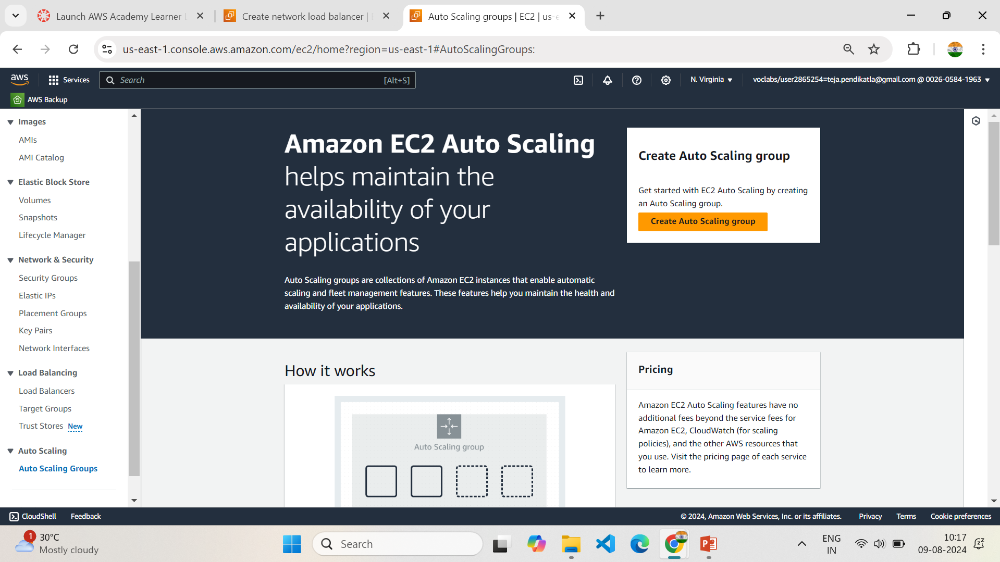 Launch AWS Academy Learner L
Create network load balancer |
Auto Scaling groups | EC2 | us-e
us-east-1.console.aws.amazon.com/ec2/home?region=us-east-1#AutoScalingGroups:
aws
Services
Search
[Alt+S]
N. Virginia
voclabs/user2865254=teja.pendikatla@gmail.com @ 0026-0584-1963
AWS Backup
Images
AMIs
AMI Catalog
Elastic Block Store
Volumes
Snapshots
Lifecycle Manager
Network & Security
Security Groups
Elastic IPs
Placement Groups
Key Pairs
Network Interfaces
Load Balancing
Load Balancers
Target Groups
Trust Stores New
Auto Scaling
Auto Scaling Groups
Amazon EC2 Auto Scaling
helps maintain the
availability of your
applications
Auto Scaling groups are collections of Amazon EC2 instances that enable automatic
scaling and fleet management features. These features help you maintain the health and
availability of your applications.
Create Auto Scaling group
Get started with EC2 Auto Scaling by creating
an Auto Scaling group.
Create Auto Scaling group
How it works
Auto Scaling group
Pricing
Amazon EC2 Auto Scaling features have no
additional fees beyond the service fees for
Amazon EC2, CloudWatch (for scaling
policies), and the other AWS resources that
you use. Visit the pricing page of each service
to learn more.
CloudShell
Feedback
© 2024, Amazon Web Services, Inc. or its affiliates.
Privacy
Terms
Cookie preferences
1
30°C
Mostly cloudy
Search
ENG
IN
10:17
09-08-2024